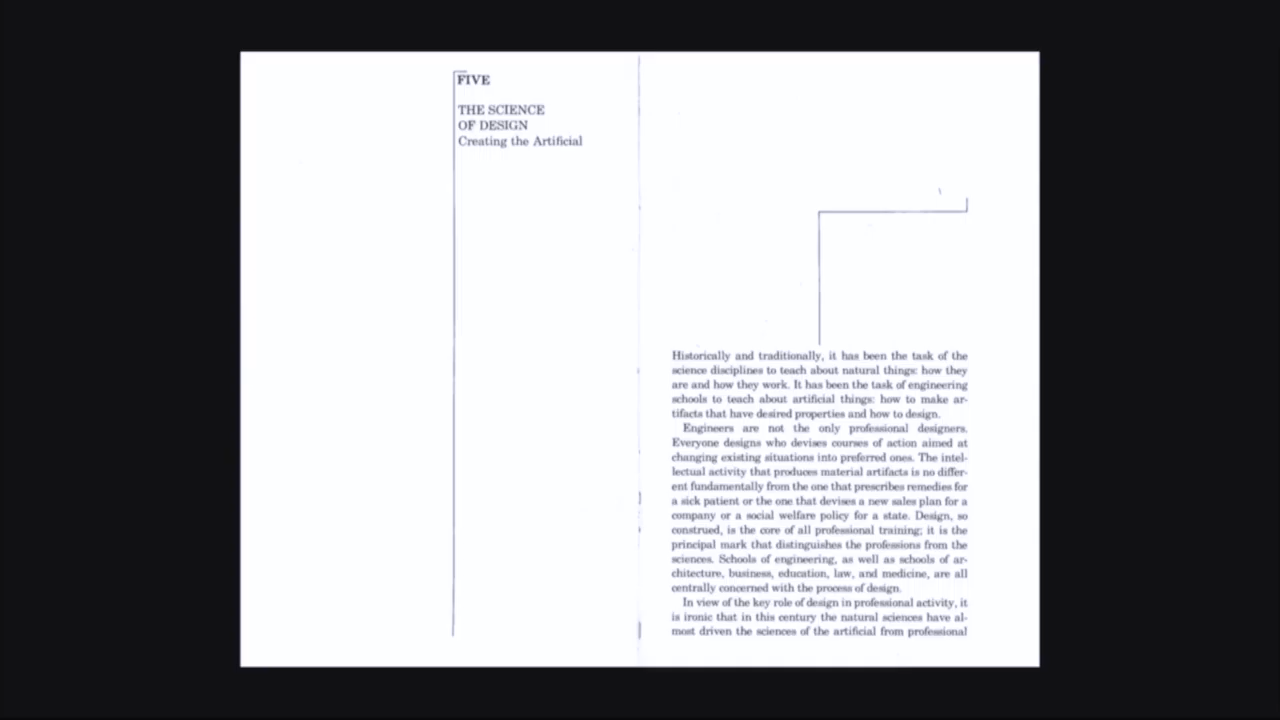 FIVE
THE SCIENCE
OF DESIGN
Creating the Artificial
Historically and traditionally, it has been the task of the
science disciplines to teach about natural things: how they
are and how they work. It has been the task of engineering
schools to teach about artificial things: how to make ar-
tifacts that have desired properties and how to design.
Engineers are not the only professional designers.
Everyone designs who devises courses of action aimed at
changing existing situations into preferred ones. The intel-
lectual activity that produces material artifacts is no differ-
ent fundamentally from the one that prescribes remedies for
a sick patient or the one that devises a new sales plan for a
company or a social welfare policy for a state. Design, so
construed, is the core of all professional training; it is the
principal mark that distinguishes the professions from the
sciences. Schools of engineering, as well as schools of ar-
chitecture, business, education, law, and medicine, are all
centrally concerned with the process of design.
In view of the key role of design in professional activity, it
is ironic that in this century the natural sciences have al-
most driven the sciences of the artificial from professional